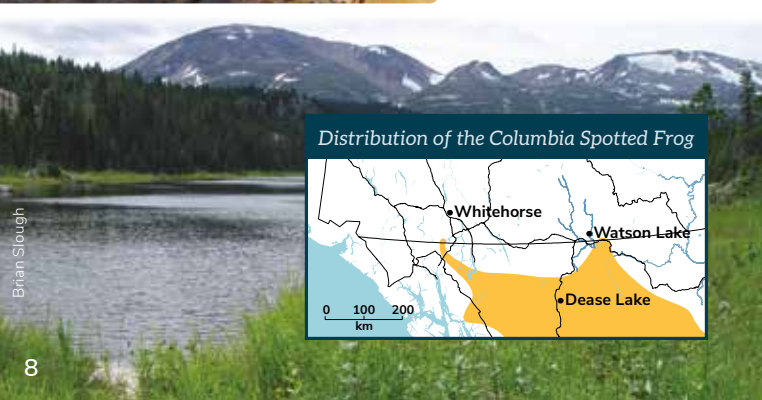 Distribution of the Columbia Spotted Frog
Whitehorse
Watson Lake
Dease Lake
0 100 200
km
Brian Slough
8